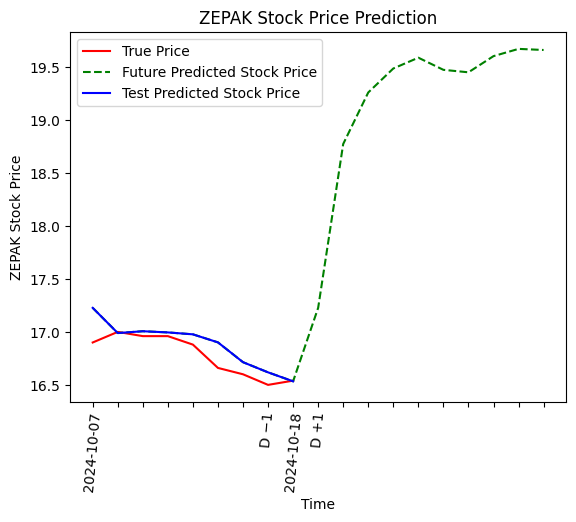 ZEPAK Stock Price Prediction
True Price
Future Predicted Stock Price
Test Predicted Stock Price
ZEPAK Stock Price
19.5
19.0
18.5
18.0
17.5
17.0
16.5
2024-10-07
D −1
2024-10-18
D +1
Time